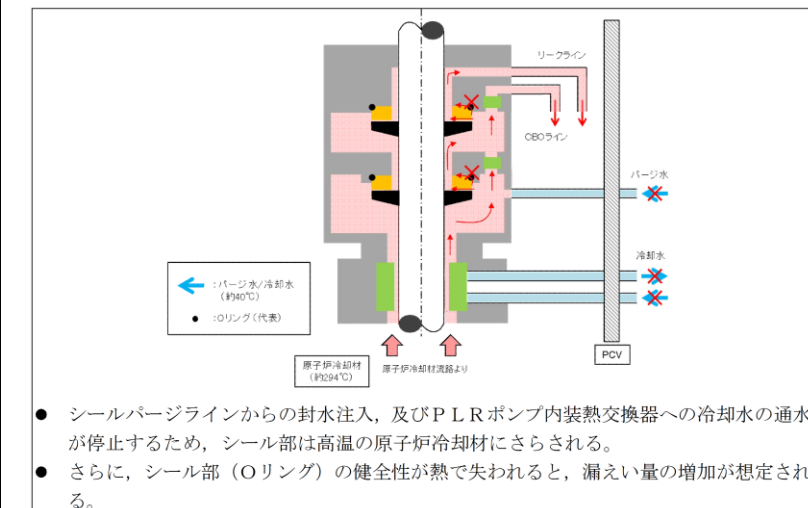 リークライン
CBOライン
パージ水
冷却水
:パージ水/冷却水
(約40℃)
● :Oリング(代表)
原子炉冷却材
(約294℃)
原子炉冷却材流路より
PCV
● シールパージラインからの封水注入，及びＰＬＲポンプ内装熱交換器への冷却水の通水
が停止するため，シール部は高温の原子炉冷却材にさらされる。
● さらに，シール部（Ｏリング）の健全性が熱で失われると，漏えい量の増加が想定され
る。